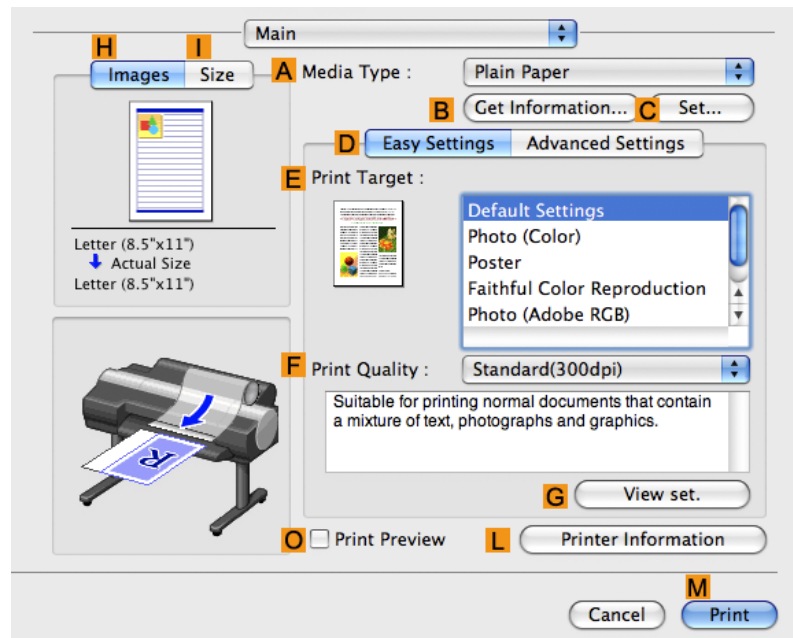 Main
H I
Images Size
A Media Type : Plain Paper
B Get Information... C Set...
D Easy Settings Advanced Settings
E Print Target :
Default Settings
Photo (Color)
Poster
Faithful Color Reproduction
Photo (Adobe RGB)
Letter (8.5"x11")
Actual Size
Letter (8.5"x11")
F Print Quality : Standard(300dpi)
Suitable for printing normal documents that contain
a mixture of text, photographs and graphics.
R
G View set.
O Print Preview L Printer Information
M
Cancel Print